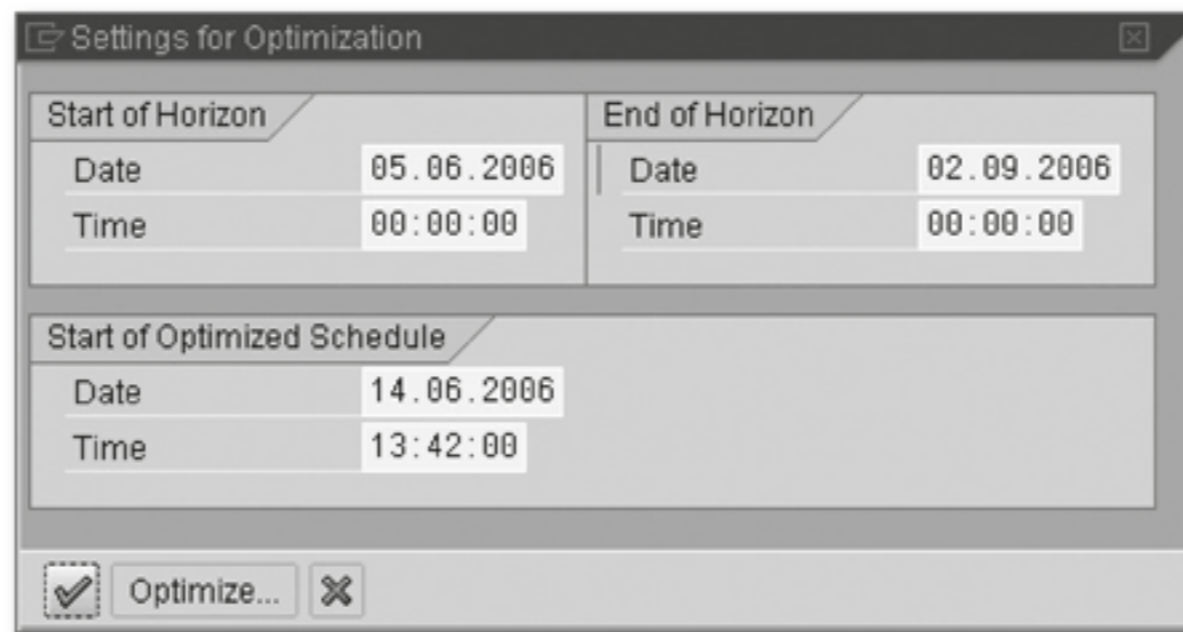 Settings for Optimization
Start of Horizon
Date 05.06.2006
Time 00:00:00
End of Horizon
Date 02.09.2006
Time 00:00:00
Start of Optimized Schedule
Date 14.06.2006
Time 13:42:00
Optimize...